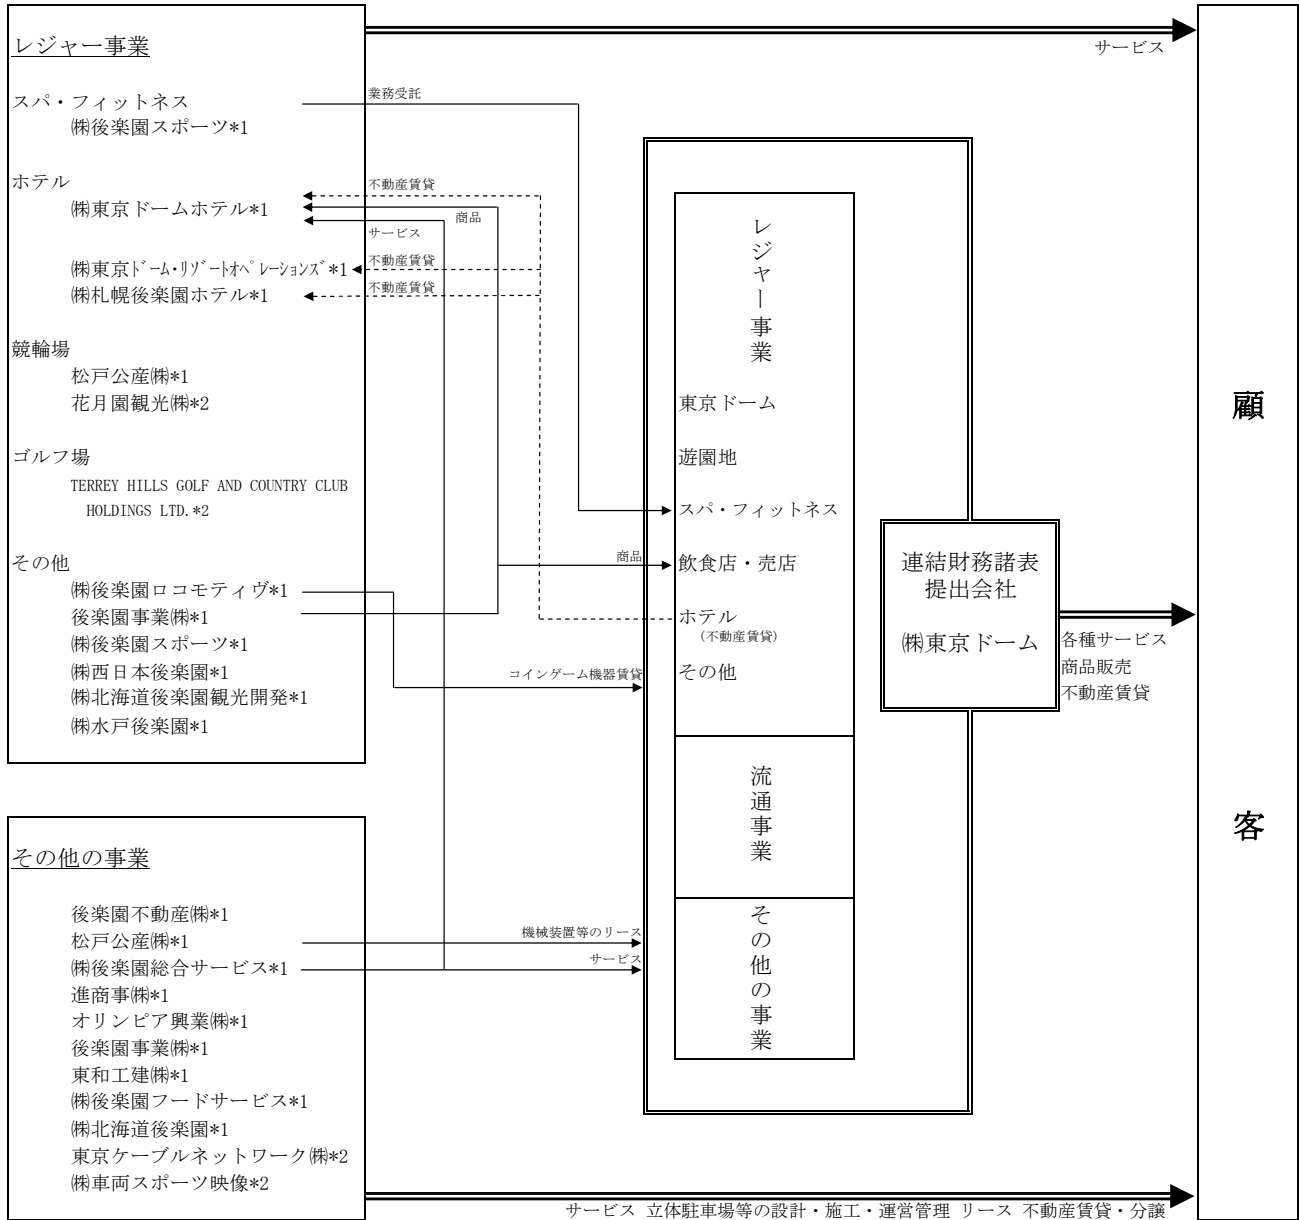 レジャー事業
スパ・フィットネス
㈱後楽園スポーツ*1
ホテル
㈱東京ドームホテル*1
㈱東京ﾄﾞｰﾑ・ﾘｿﾞｰﾄｵﾍﾟﾚｰｼｮﾝｽﾞ*1
㈱札幌後楽園ホテル*1
競輪場
松戸公産㈱*1
花月園観光㈱*2
ゴルフ場
TERREY HILLS GOLF AND COUNTRY CLUB
HOLDINGS LTD.*2
その他
㈱後楽園ロコモティヴ*1
後楽園事業㈱*1
㈱後楽園スポーツ*1
㈱西日本後楽園*1
㈱北海道後楽園観光開発*1
㈱水戸後楽園*1
その他の事業
後楽園不動産㈱*1
松戸公産㈱*1
㈱後楽園総合サービス*1
進商事㈱*1
オリンピア興業㈱*1
後楽園事業㈱*1
東和工建㈱*1
㈱後楽園フードサービス*1
㈱北海道後楽園*1
東京ケーブルネットワーク㈱*2
㈱車両スポーツ映像*2
業務受託
不動産賃貸
商品
サービス
不動産賃貸
不動産賃貸
商品
コインゲーム機器賃貸
機械装置等のリース
サービス
レジャー事業
東京ドーム
遊園地
スパ・フィットネス
飲食店・売店
ホテル
(不動産賃貸)
その他
流通事業
その他の事業
連結財務諸表
提出会社
㈱東京ドーム
サービス
各種サービス
商品販売
不動産賃貸
サービス 立体駐車場等の設計・施工・運営管理 リース 不動産賃貸・分譲
顧客